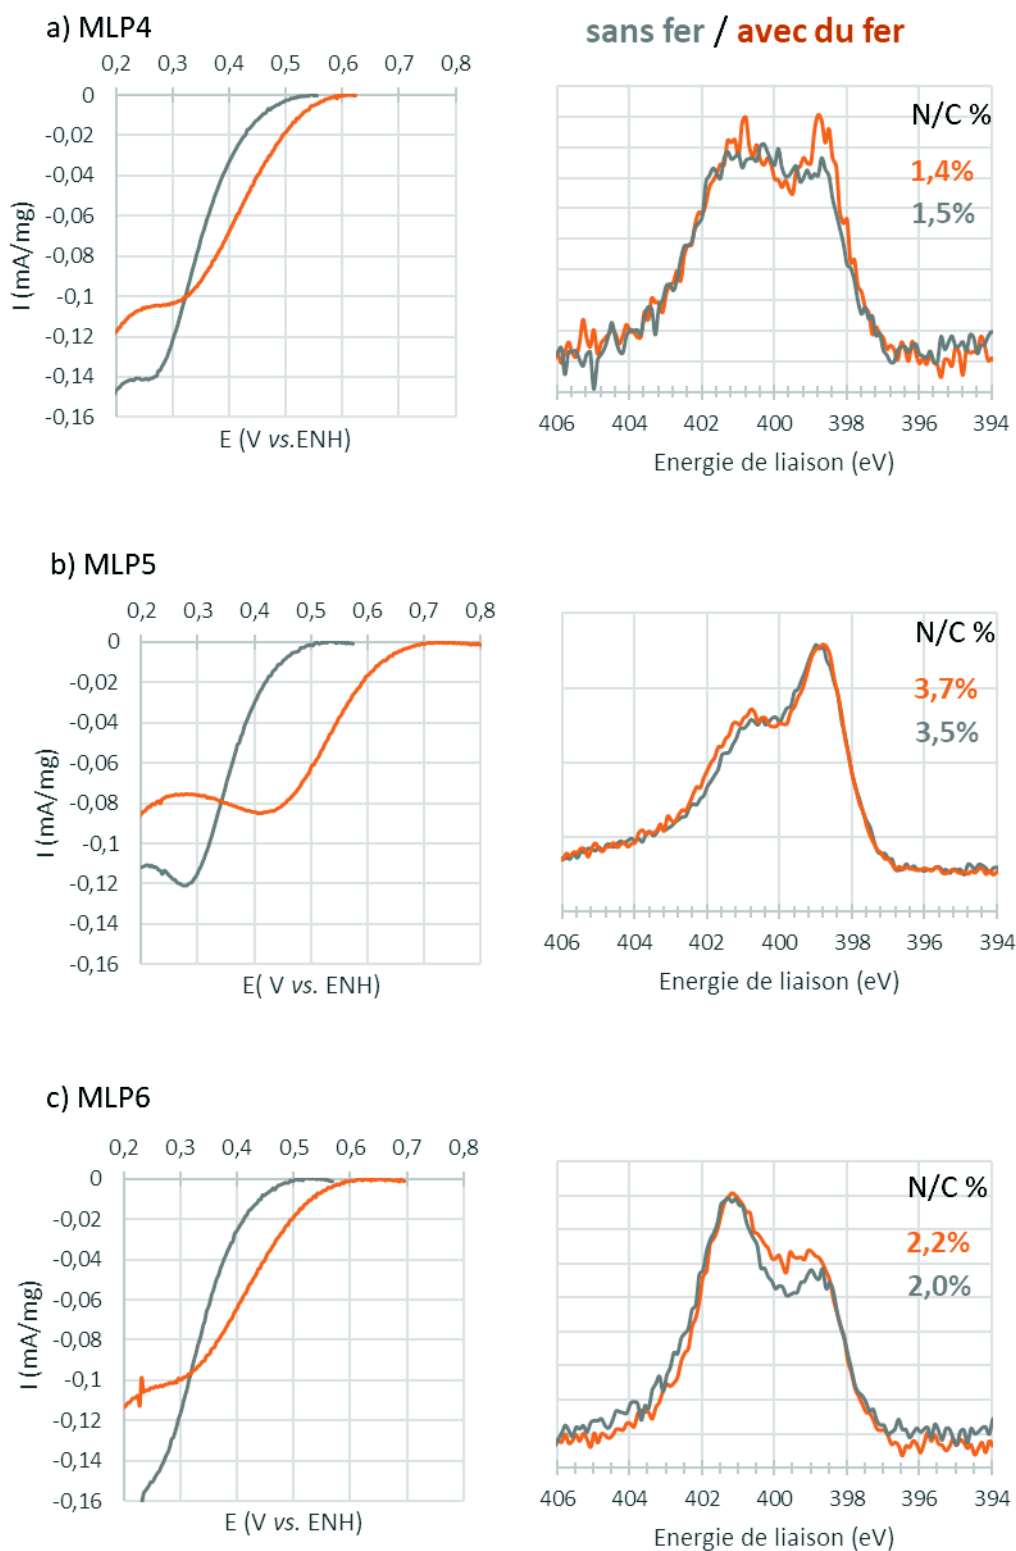 a) MLP4
sans fer / avec du fer
0,2 0,3 0,4 0,5 0,6 0,7 0,8
0
-0,02
-0,04
-0,06
-0,08
-0,1
-0,12
-0,14
-0,16
I (mA/mg)
E (V vs.ENH)
N/C %
1,4%
1,5%
406 404 402 400 398 396 394
Energie de liaison (eV)
b) MLP5
0,2 0,3 0,4 0,5 0,6 0,7 0,8
0
-0,02
-0,04
-0,06
-0,08
-0,1
-0,12
-0,14
-0,16
I (mA/mg)
E( V vs. ENH)
N/C %
3,7%
3,5%
406 404 402 400 398 396 394
Energie de liaison (eV)
c) MLP6
0,2 0,3 0,4 0,5 0,6 0,7 0,8
0
-0,02
-0,04
-0,06
-0,08
-0,1
-0,12
-0,14
-0,16
I (mA/mg)
E (V vs. ENH)
N/C %
2,2%
2,0%
406 404 402 400 398 396 394
Energie de liaison (eV)